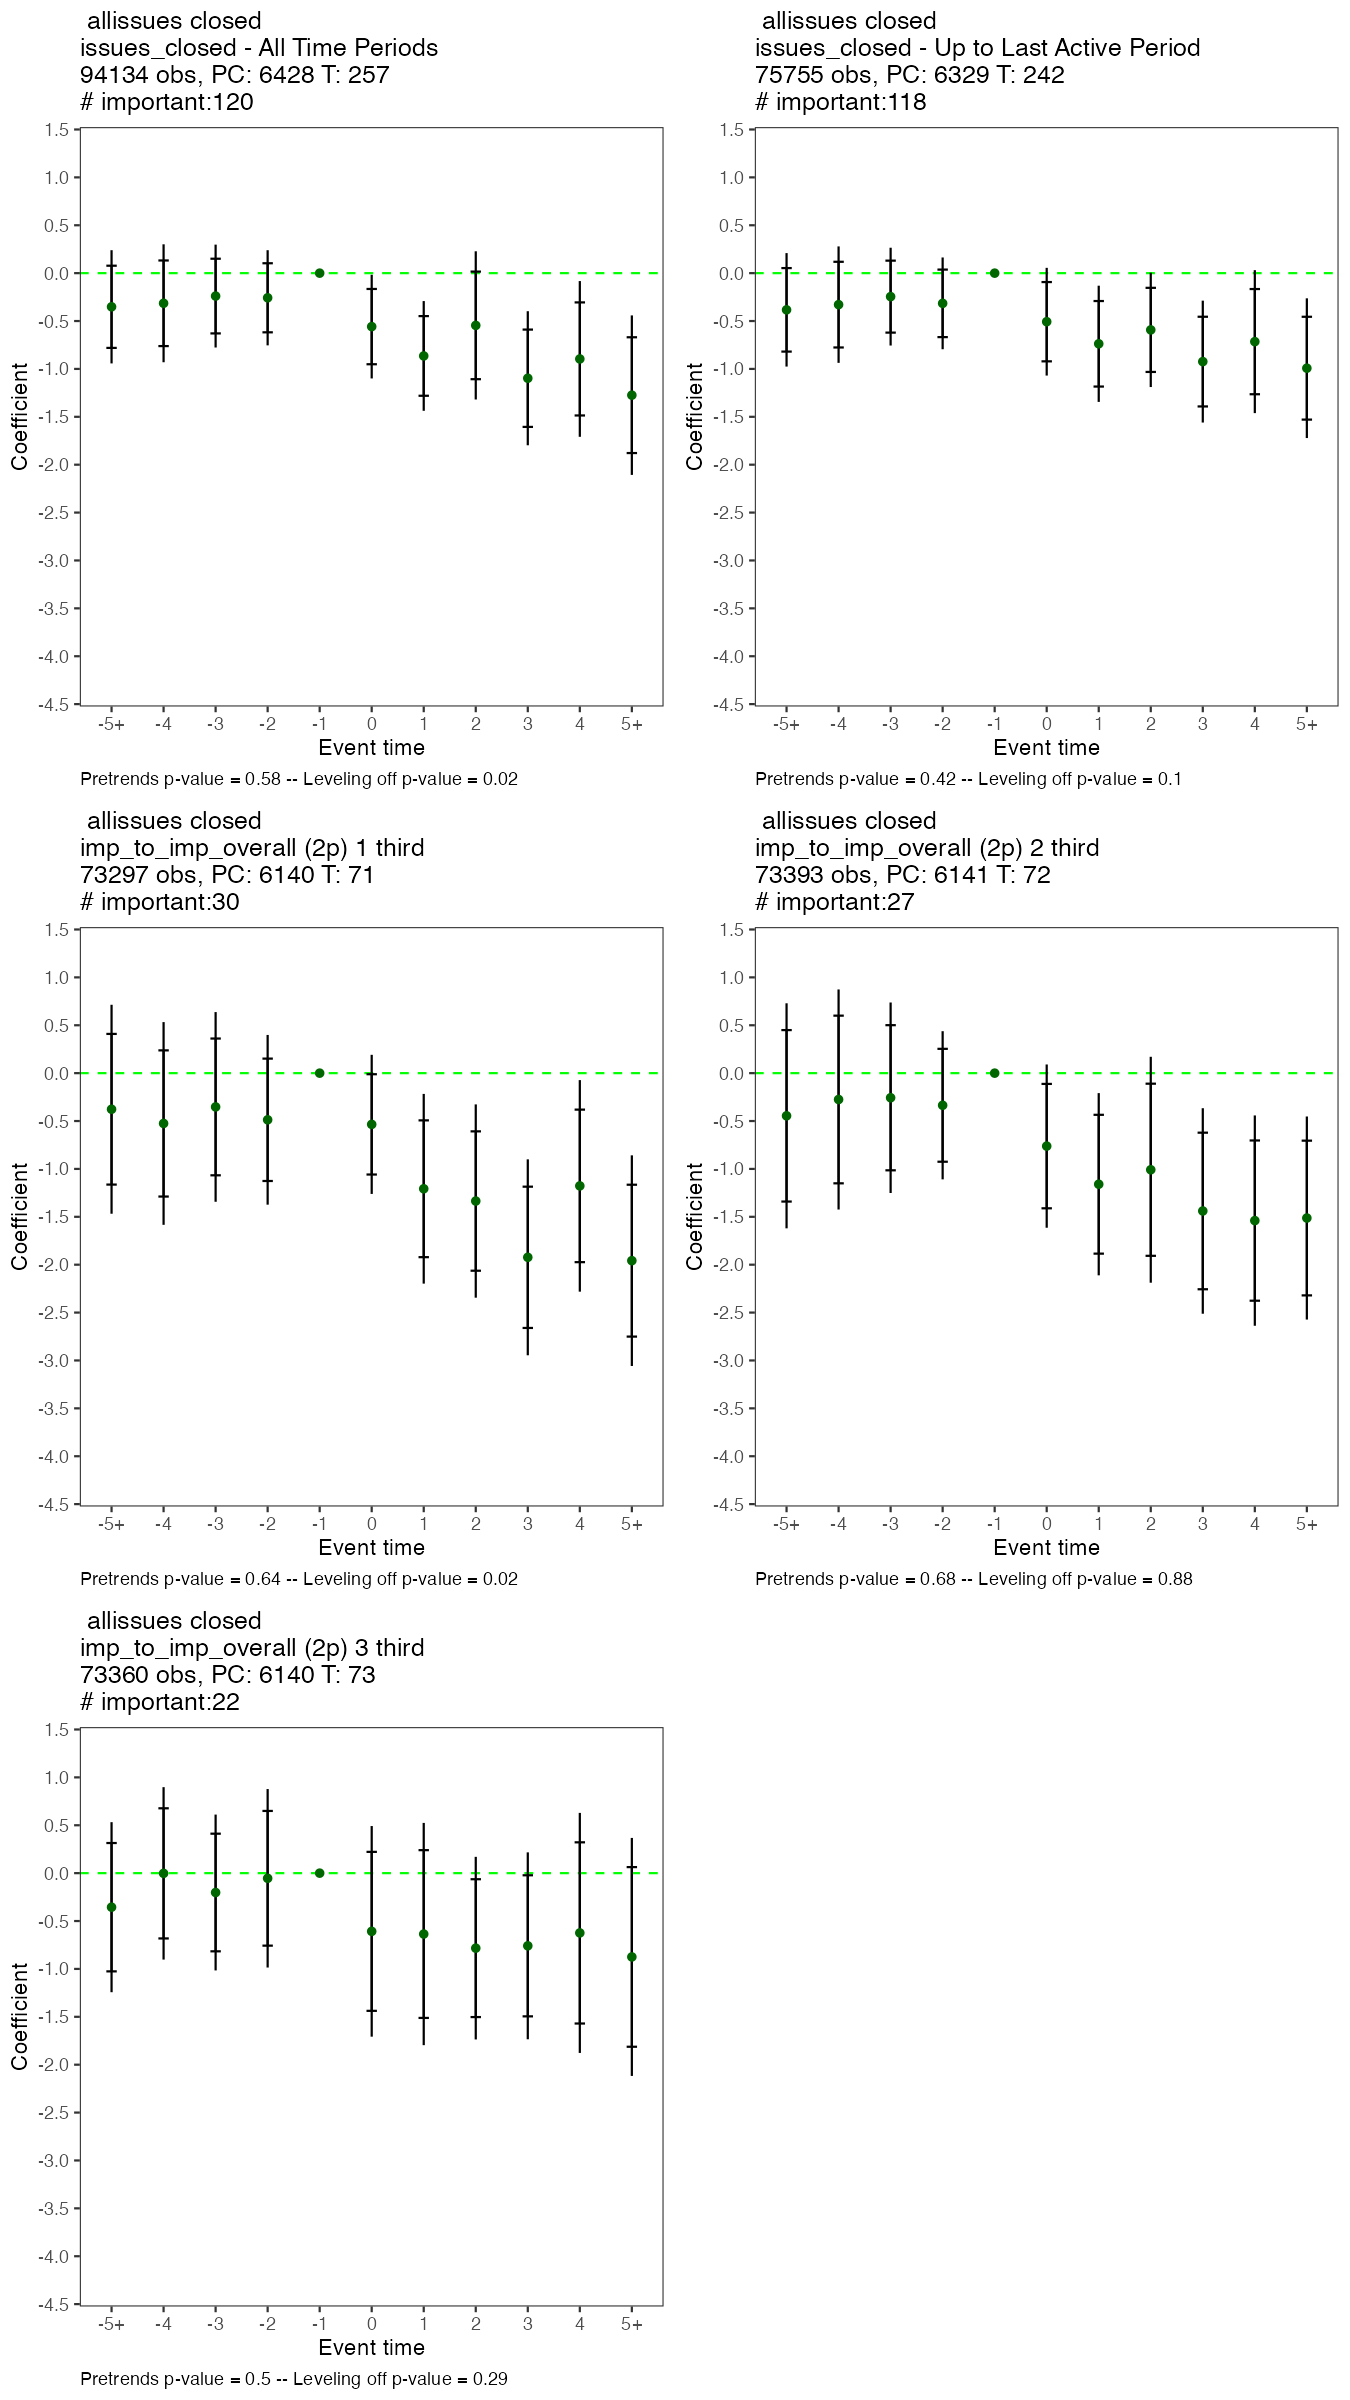 allissues closed
issues_closed - All Time Periods
94134 obs, PC: 6428 T: 257
# important:120
1.5
1.0
0.5
0.0
-0.5
-1.0
-1.5
-2.0
-2.5
-3.0
-3.5
-4.0
-4.5
Coefficient
-5+ -4 -3 -2 -1 0 1 2 3 4 5+
Event time
Pretrends p-value = 0.58 -- Leveling off p-value = 0.02
allissues closed
issues_closed - Up to Last Active Period
75755 obs, PC: 6329 T: 242
# important:118
1.5
1.0
0.5
0.0
-0.5
-1.0
-1.5
-2.0
-2.5
-3.0
-3.5
-4.0
-4.5
Coefficient
-5+ -4 -3 -2 -1 0 1 2 3 4 5+
Event time
Pretrends p-value = 0.42 -- Leveling off p-value = 0.1
allissues closed
imp_to_imp_overall (2p) 1 third
73297 obs, PC: 6140 T: 71
# important:30
1.5
1.0
0.5
0.0
-0.5
-1.0
-1.5
-2.0
-2.5
-3.0
-3.5
-4.0
-4.5
Coefficient
-5+ -4 -3 -2 -1 0 1 2 3 4 5+
Event time
Pretrends p-value = 0.64 -- Leveling off p-value = 0.02
allissues closed
imp_to_imp_overall (2p) 2 third
73393 obs, PC: 6141 T: 72
# important:27
1.5
1.0
0.5
0.0
-0.5
-1.0
-1.5
-2.0
-2.5
-3.0
-3.5
-4.0
-4.5
Coefficient
-5+ -4 -3 -2 -1 0 1 2 3 4 5+
Event time
Pretrends p-value = 0.68 -- Leveling off p-value = 0.88
allissues closed
imp_to_imp_overall (2p) 3 third
73360 obs, PC: 6140 T: 73
# important:22
1.5
1.0
0.5
0.0
-0.5
-1.0
-1.5
-2.0
-2.5
-3.0
-3.5
-4.0
-4.5
Coefficient
-5+ -4 -3 -2 -1 0 1 2 3 4 5+
Event time
Pretrends p-value = 0.5 -- Leveling off p-value = 0.29